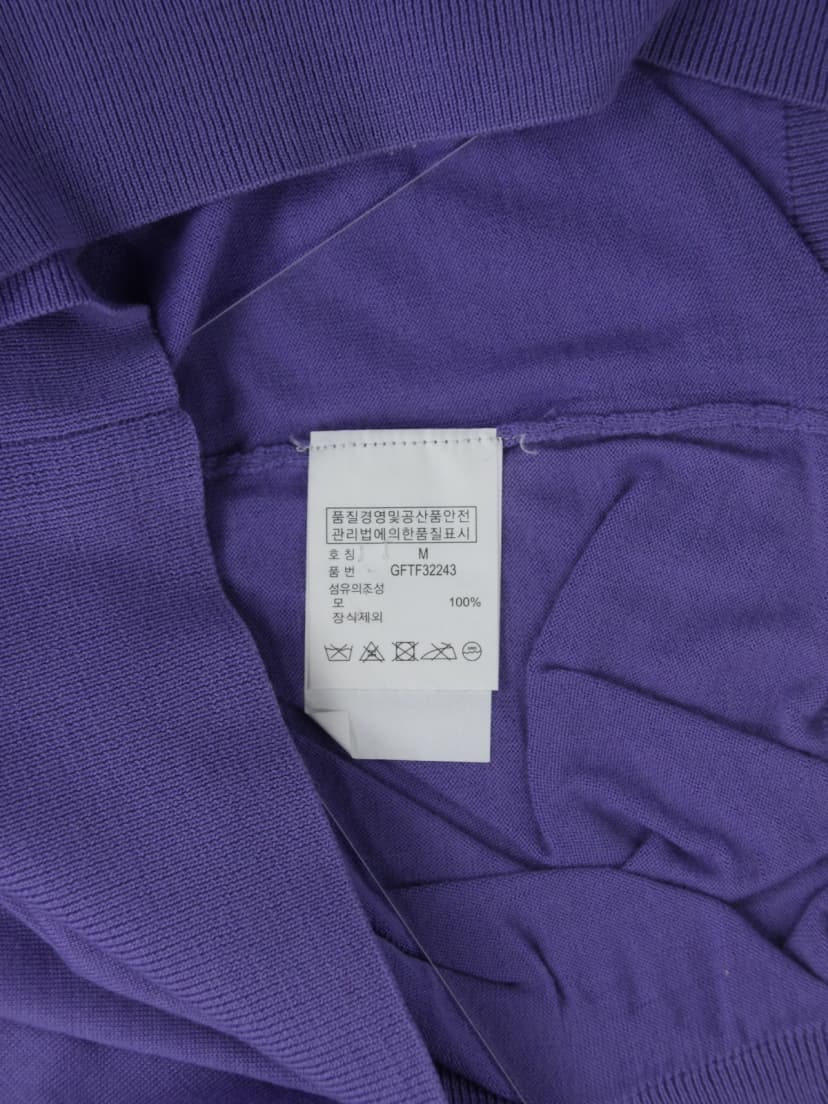 품질경영및공산품안전
관리법에의한품질표시
호 칭 M
품 번 GFTF32243
섬유의조성
모 100%
장식제외